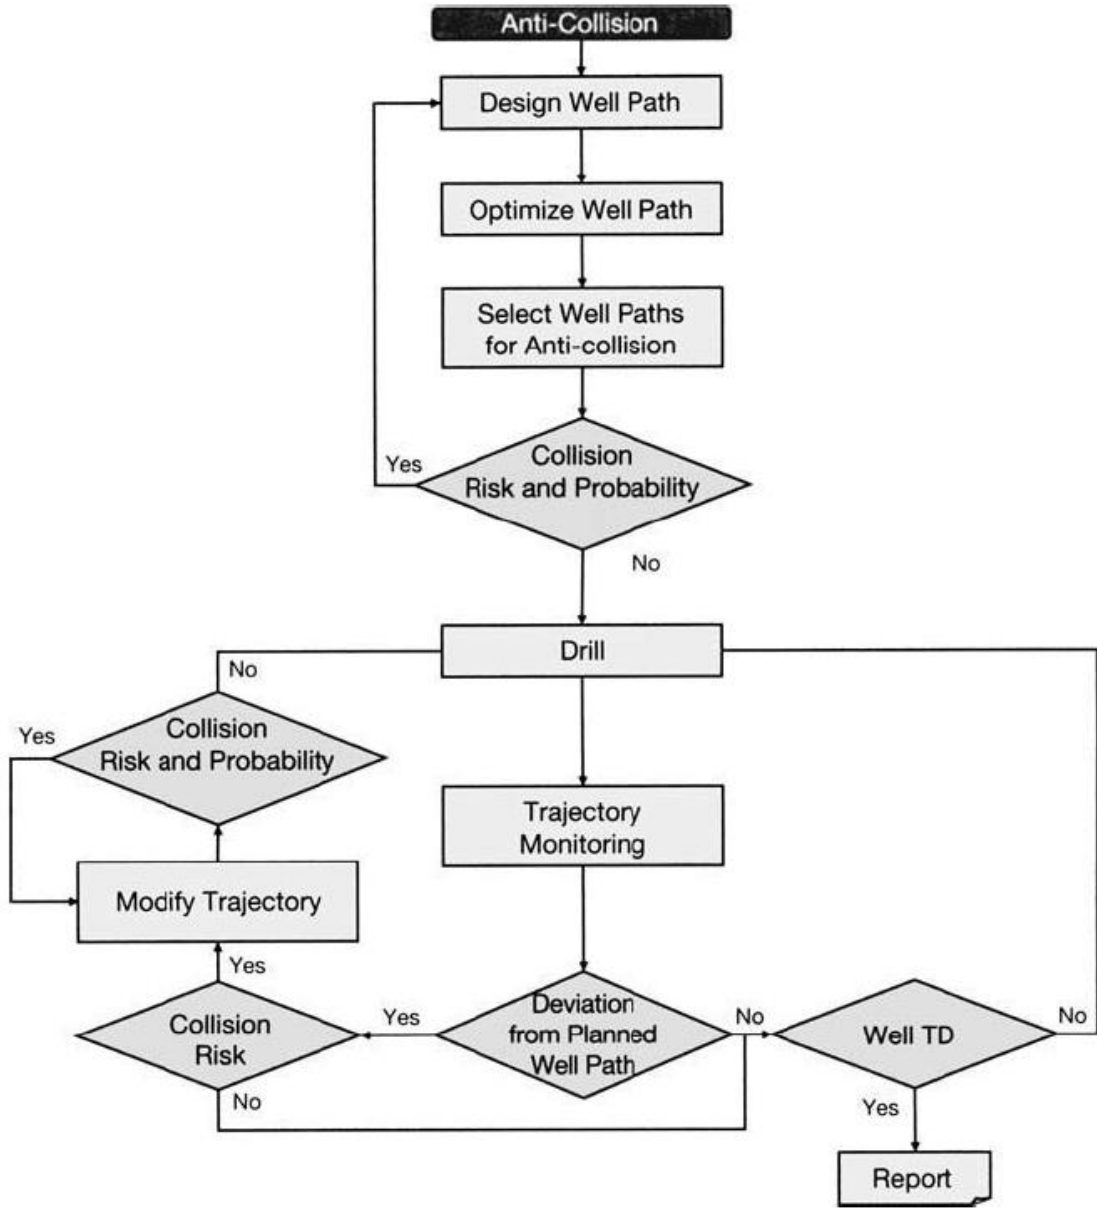 Anti-Collision
Design Well Path
Optimize Well Path
Select Well Paths
for Anti-collision
Collision
Risk and Probability
Yes
No
Drill
No
Collision
Risk and Probability
Yes
Trajectory
Monitoring
Modify Trajectory
Yes
Collision
Risk
No
Yes
Deviation
from Planned
Well Path
No
Well TD
No
Yes
Report